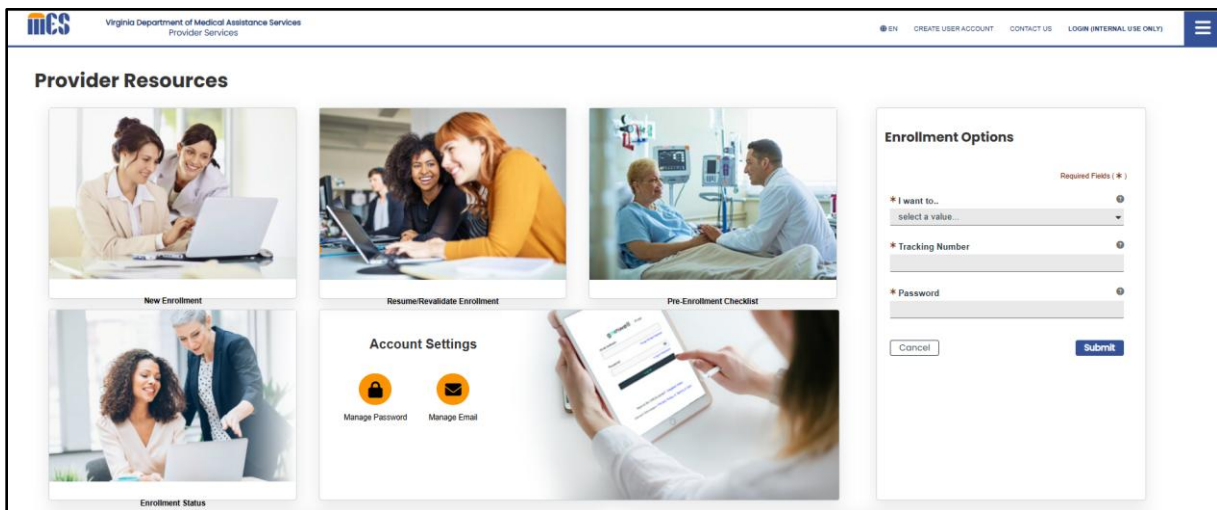 mES
Virginia Department of Medical Assistance Services
Provider Services
EN CREATE USER ACCOUNT CONTACT US LOGIN (INTERNAL USE ONLY)
Provider Resources
New Enrollment
Resume/Revalidate Enrollment
Pre-Enrollment Checklist
Enrollment Status
Account Settings
Manage Password
Manage Email
Enrollment Options
Required Fields ( * )
* I want to...
select a value...
* Tracking Number
* Password
Cancel Submit